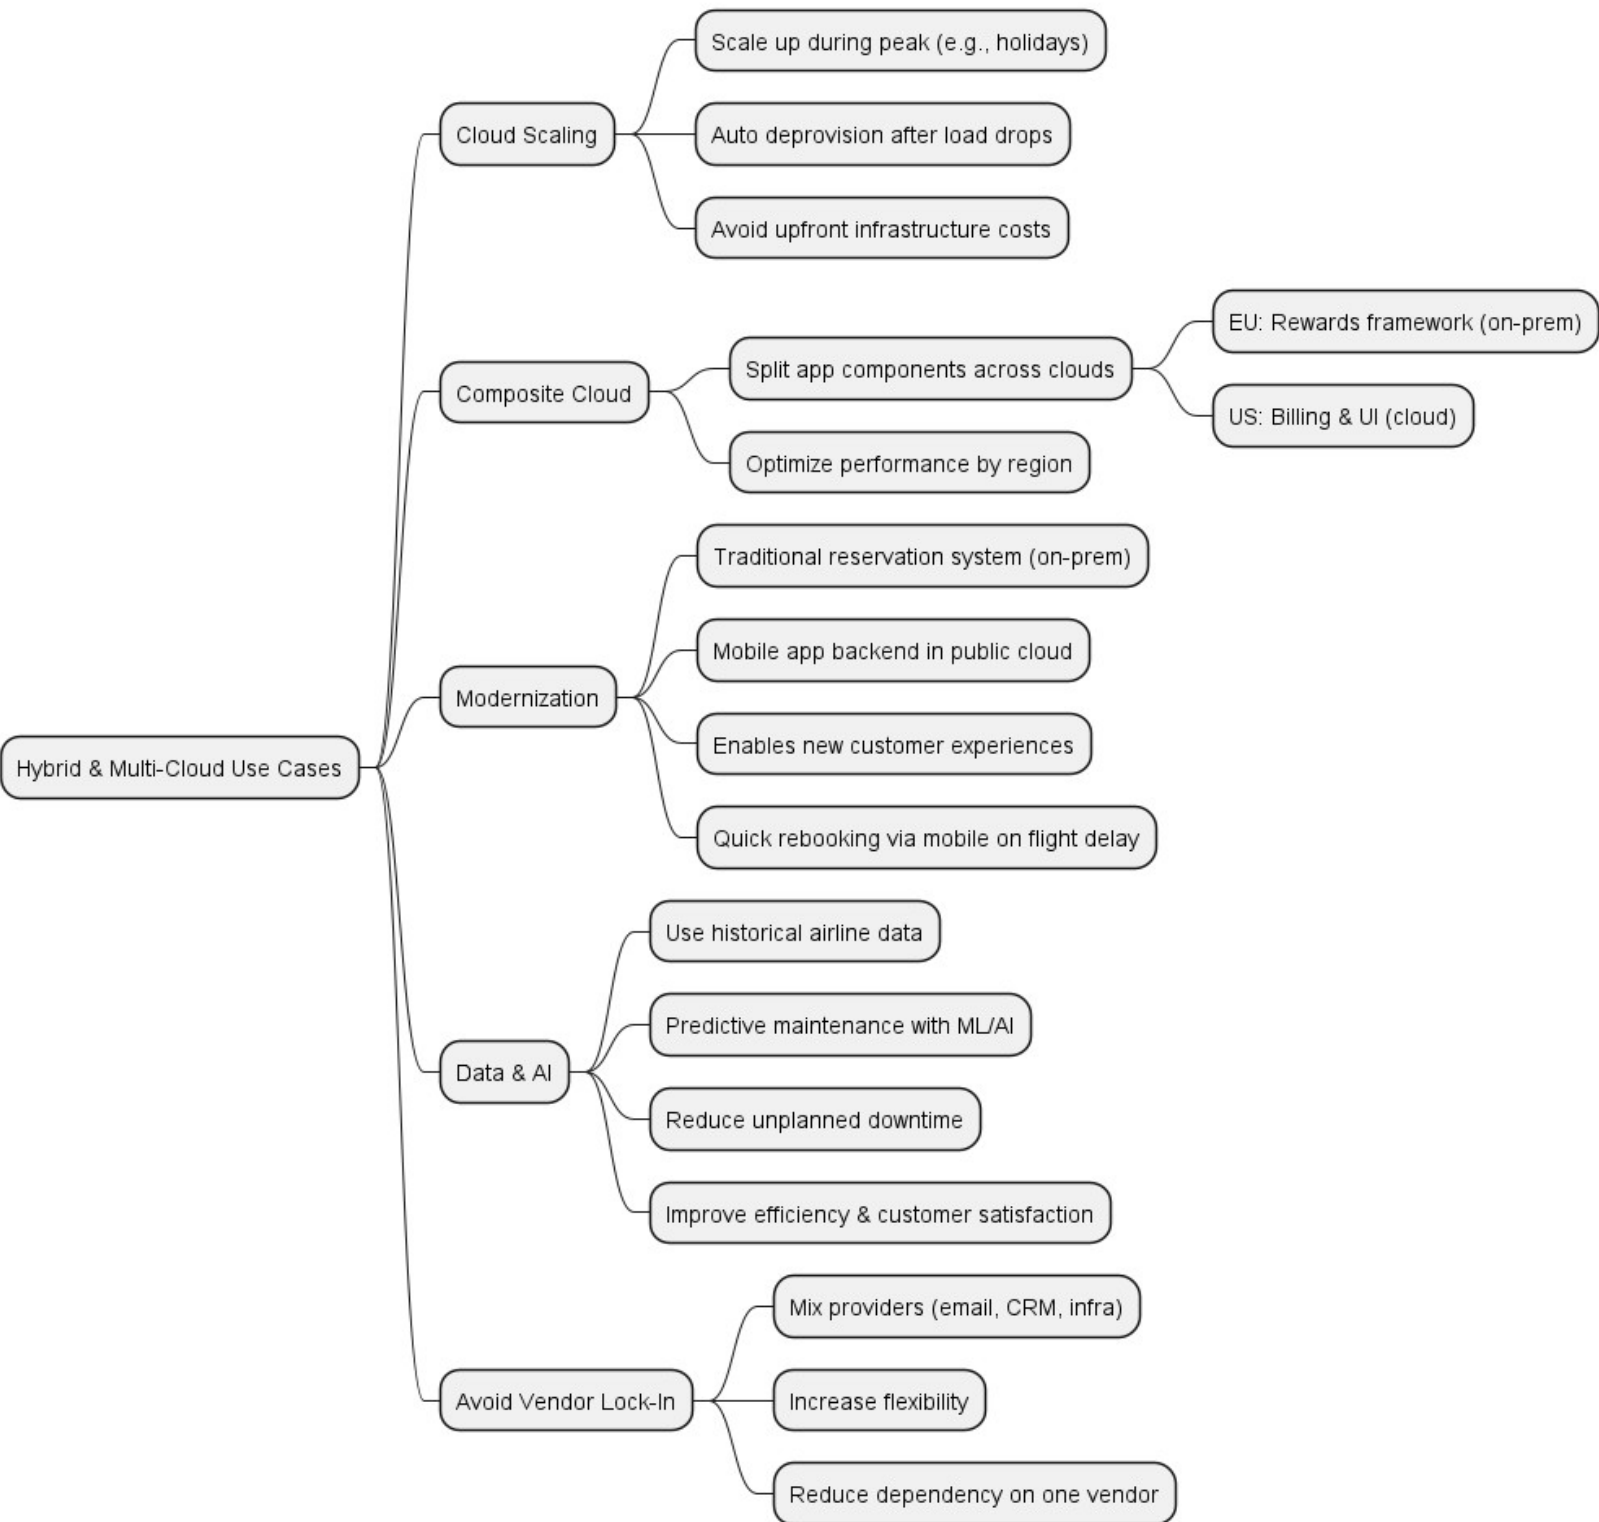 Hybrid & Multi-Cloud Use Cases
Cloud Scaling
Scale up during peak (e.g., holidays)
Auto deprovision after load drops
Avoid upfront infrastructure costs
Composite Cloud
Split app components across clouds
EU: Rewards framework (on-prem)
US: Billing & UI (cloud)
Optimize performance by region
Modernization
Traditional reservation system (on-prem)
Mobile app backend in public cloud
Enables new customer experiences
Quick rebooking via mobile on flight delay
Data & AI
Use historical airline data
Predictive maintenance with ML/AI
Reduce unplanned downtime
Improve efficiency & customer satisfaction
Avoid Vendor Lock-In
Mix providers (email, CRM, infra)
Increase flexibility
Reduce dependency on one vendor